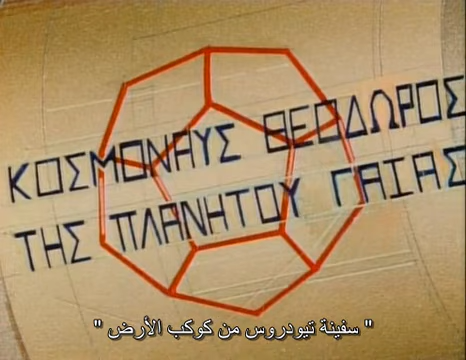 ΚΟΣΜΟΝΑΥΣ ΘΕΟΔΩΡΟΣ
ΤΗΣ ΠΛΑΝΗΤΟΥ ΓΑΙΑΣ
" سفينة تيودروس من كوكب الأرض "